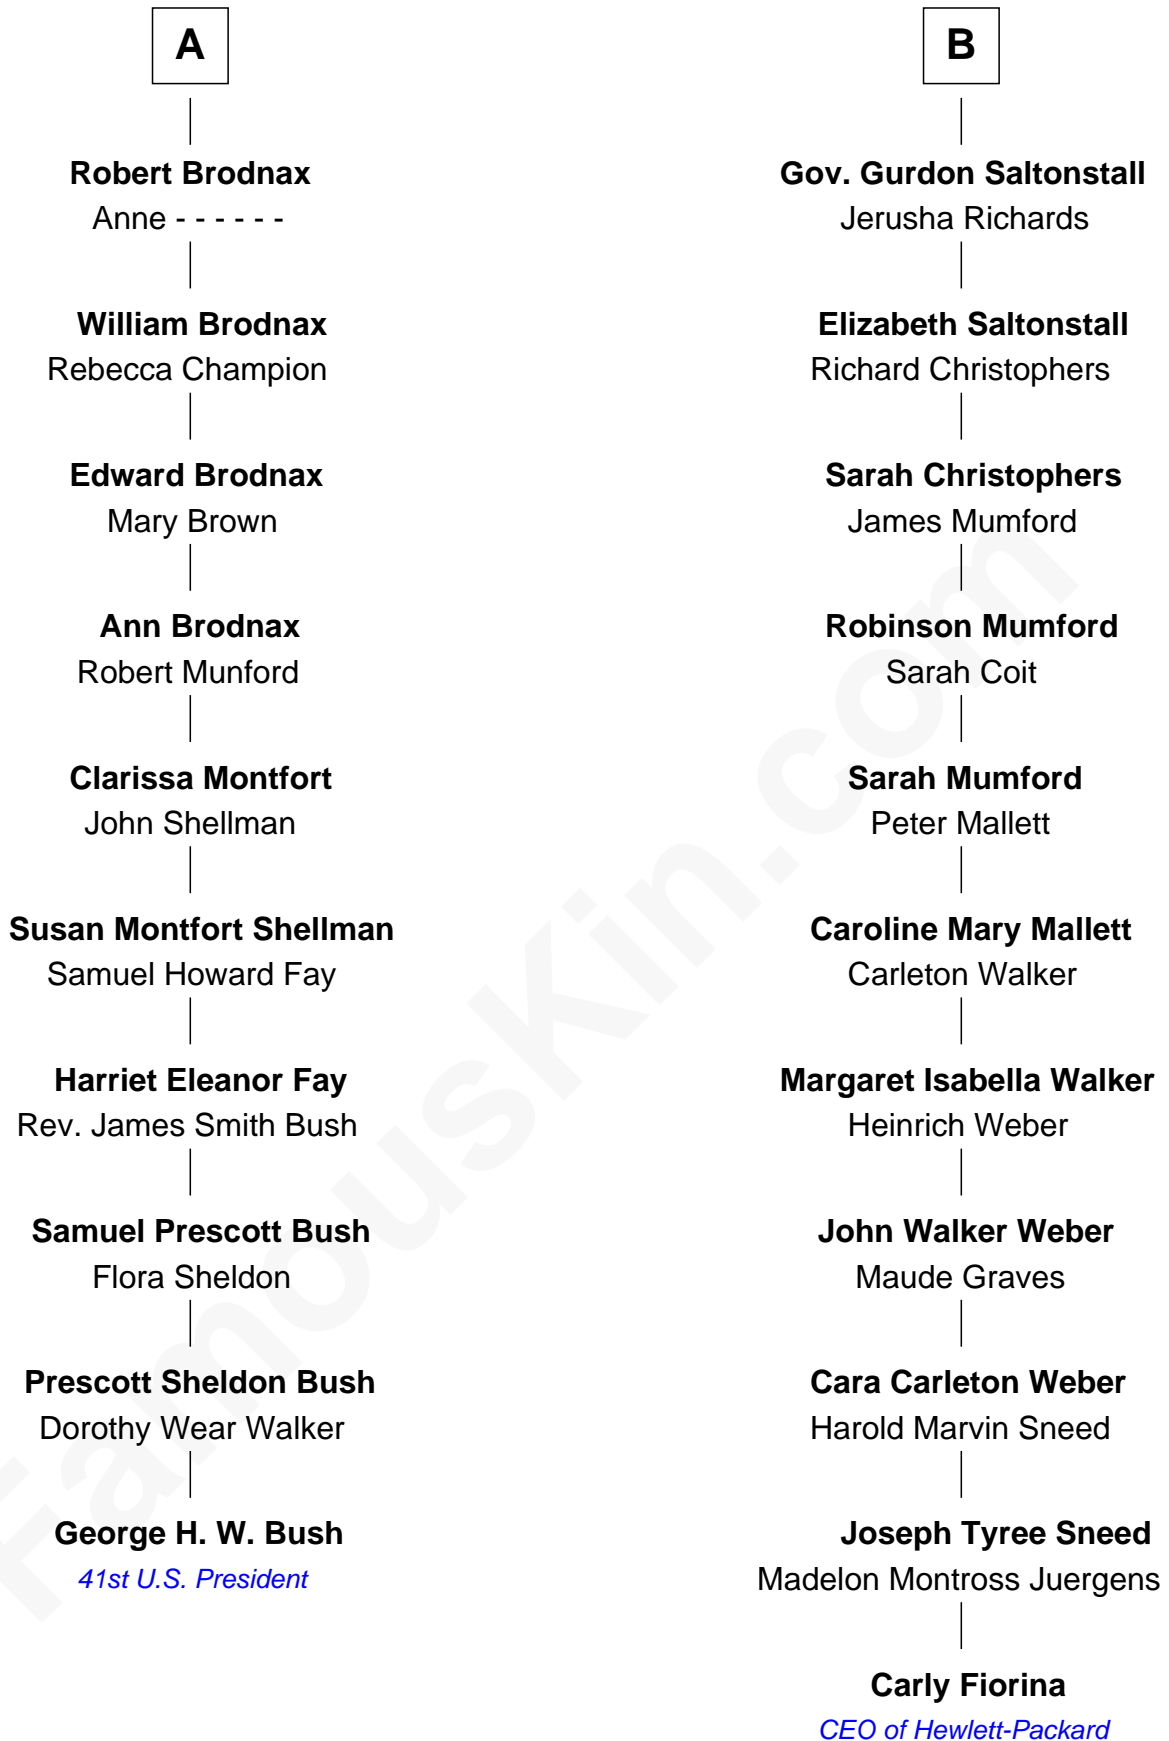 A
Robert Brodnax
Anne - - - - - -
William Brodnax
Rebecca Champion
Edward Brodnax
Mary Brown
Ann Brodnax
Robert Munford
Clarissa Montfort
John Shellman
Susan Montfort Shellman
Samuel Howard Fay
Harriet Eleanor Fay
Rev. James Smith Bush
Samuel Prescott Bush
Flora Sheldon
Prescott Sheldon Bush
Dorothy Wear Walker
George H. W. Bush
41st U.S. President
B
Gov. Gurdon Saltonstall
Jerusha Richards
Elizabeth Saltonstall
Richard Christophers
Sarah Christophers
James Mumford
Robinson Mumford
Sarah Coit
Sarah Mumford
Peter Mallett
Caroline Mary Mallett
Carleton Walker
Margaret Isabella Walker
Heinrich Weber
John Walker Weber
Maude Graves
Cara Carleton Weber
Harold Marvin Sneed
Joseph Tyree Sneed
Madelon Montross Juergens
Carly Fiorina
CEO of Hewlett-Packard
FamousKin.com